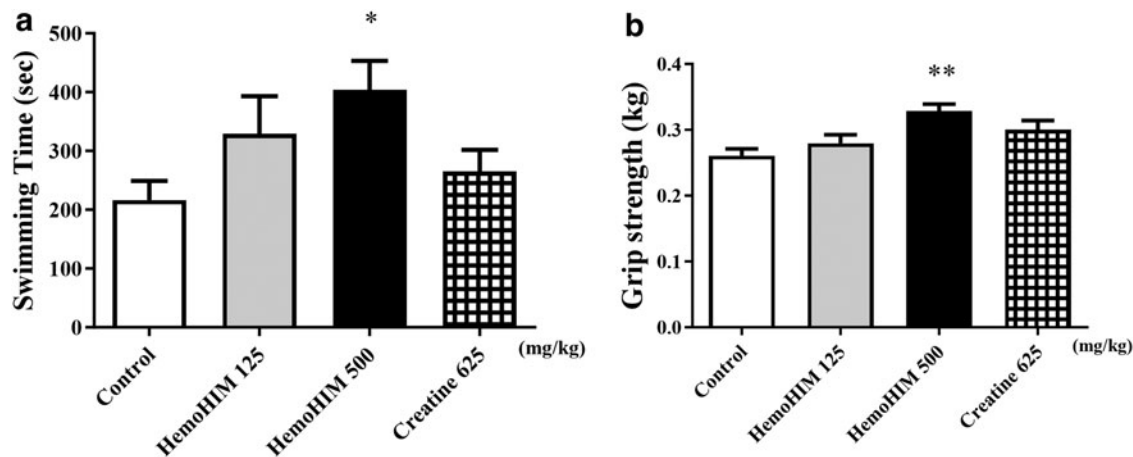 a
*
Swimming Time (sec)
500
400
300
200
100
0
Control
HemoHIM 125
HemoHIM 500
Creatine 625
(mg/kg)
b
**
Grip strength (kg)
0.4
0.3
0.2
0.1
0.0
Control
HemoHIM 125
HemoHIM 500
Creatine 625
(mg/kg)